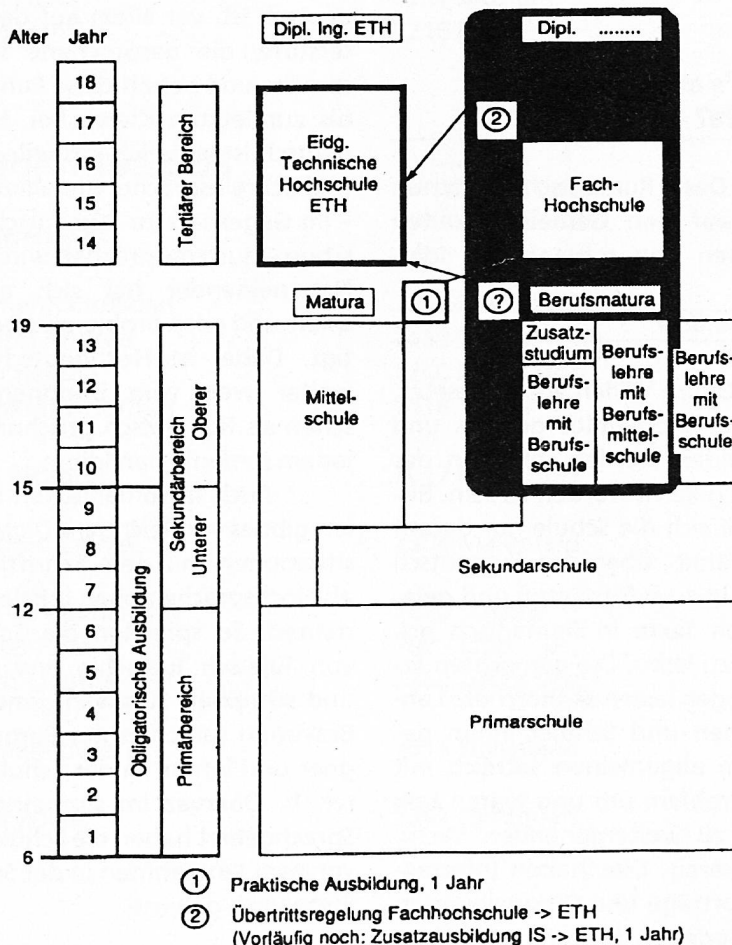 Alter
Jahr
Dipl. Ing. ETH
Dipl. ........
18
17
16
15
14
13
12
11
10
9
8
7
6
5
4
3
2
1
19
15
12
6
Tertiärer Bereich
Sekundärbereich
Unterer Oberer
Primärbereich
Obligatorische Ausbildung
Eidg.
Technische
Hochschule
ETH
2
Fach-
Hochschule
Matura
1
?
Berufsmatura
Mittel-
schule
Zusatz-
studium
Berufs-
lehre
mit
Berufs-
schule
Berufs-
lehre
mit
Berufs-
mittel-
schule
Berufs-
lehre
mit
Berufs-
schule
Sekundarschule
Primarschule
1 Praktische Ausbildung, 1 Jahr
2 Übertrittsregelung Fachhochschule -> ETH
(Vorläufig noch: Zusatzausbildung IS -> ETH, 1 Jahr)